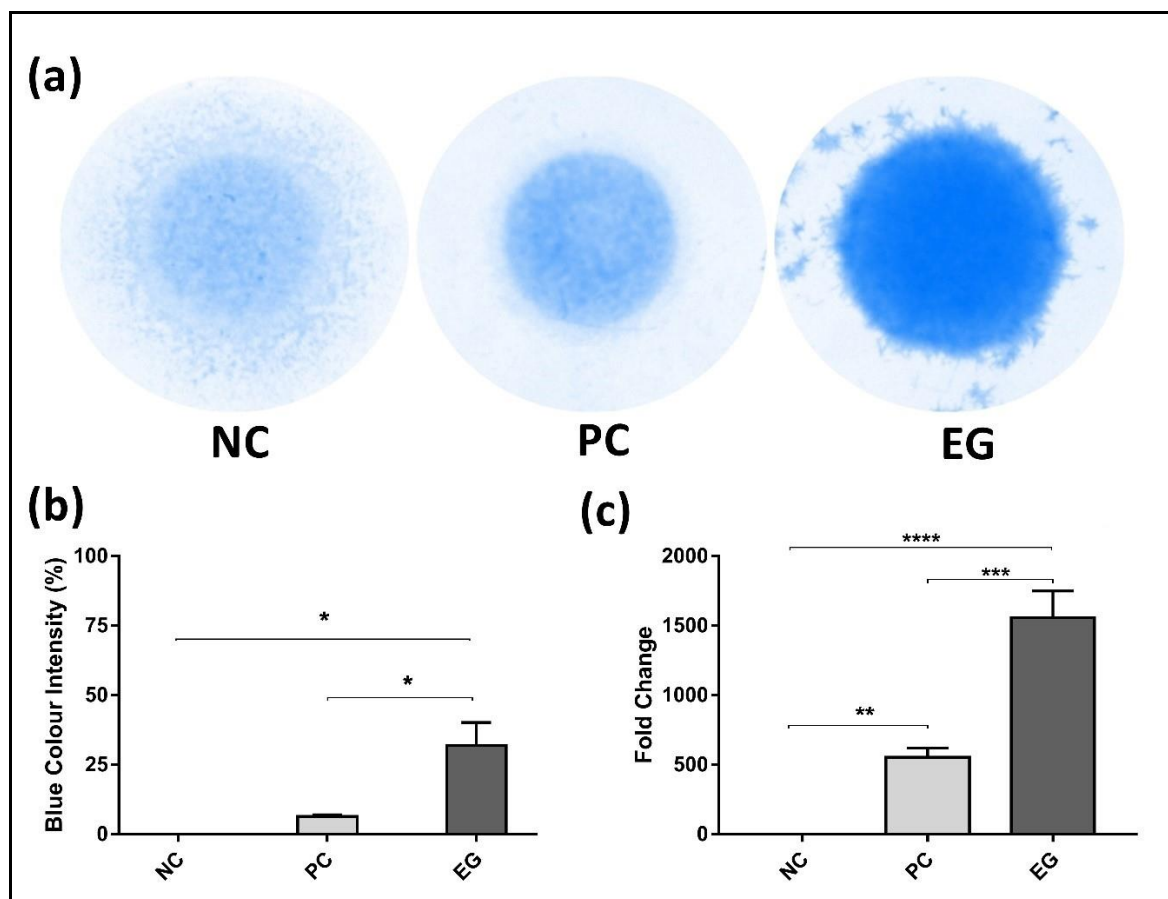 (a)
NC PC EG
(b)
Blue Colour Intensity (%)
100
75
50
25
0
*
*
NC PC EG
(c)
Fold Change
2000
1500
1000
500
0
****
***
**
NC PC EG